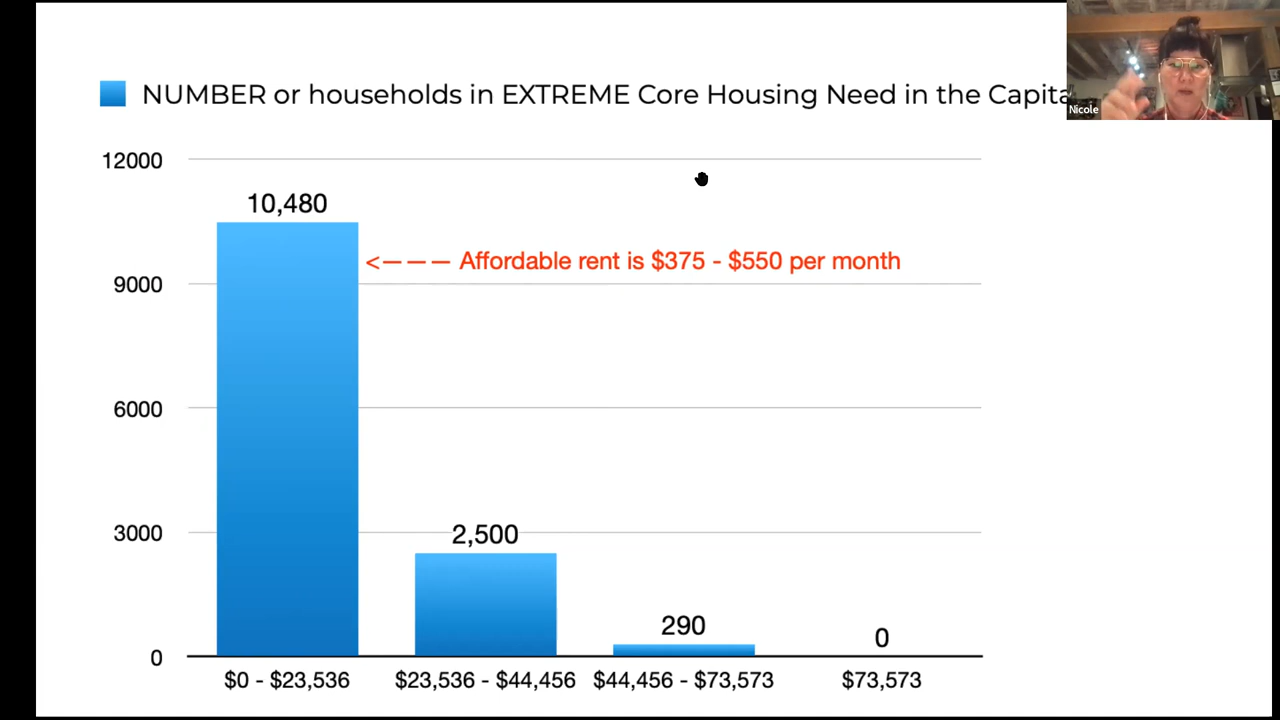 NUMBER or households in EXTREME Core Housing Need in the Capita
Nicole
12000
10,480
<--- Affordable rent is $375 - $550 per month
9000
6000
3000
2,500
290
0
0
$0 - $23,536
$23,536 - $44,456
$44,456 - $73,573
$73,573